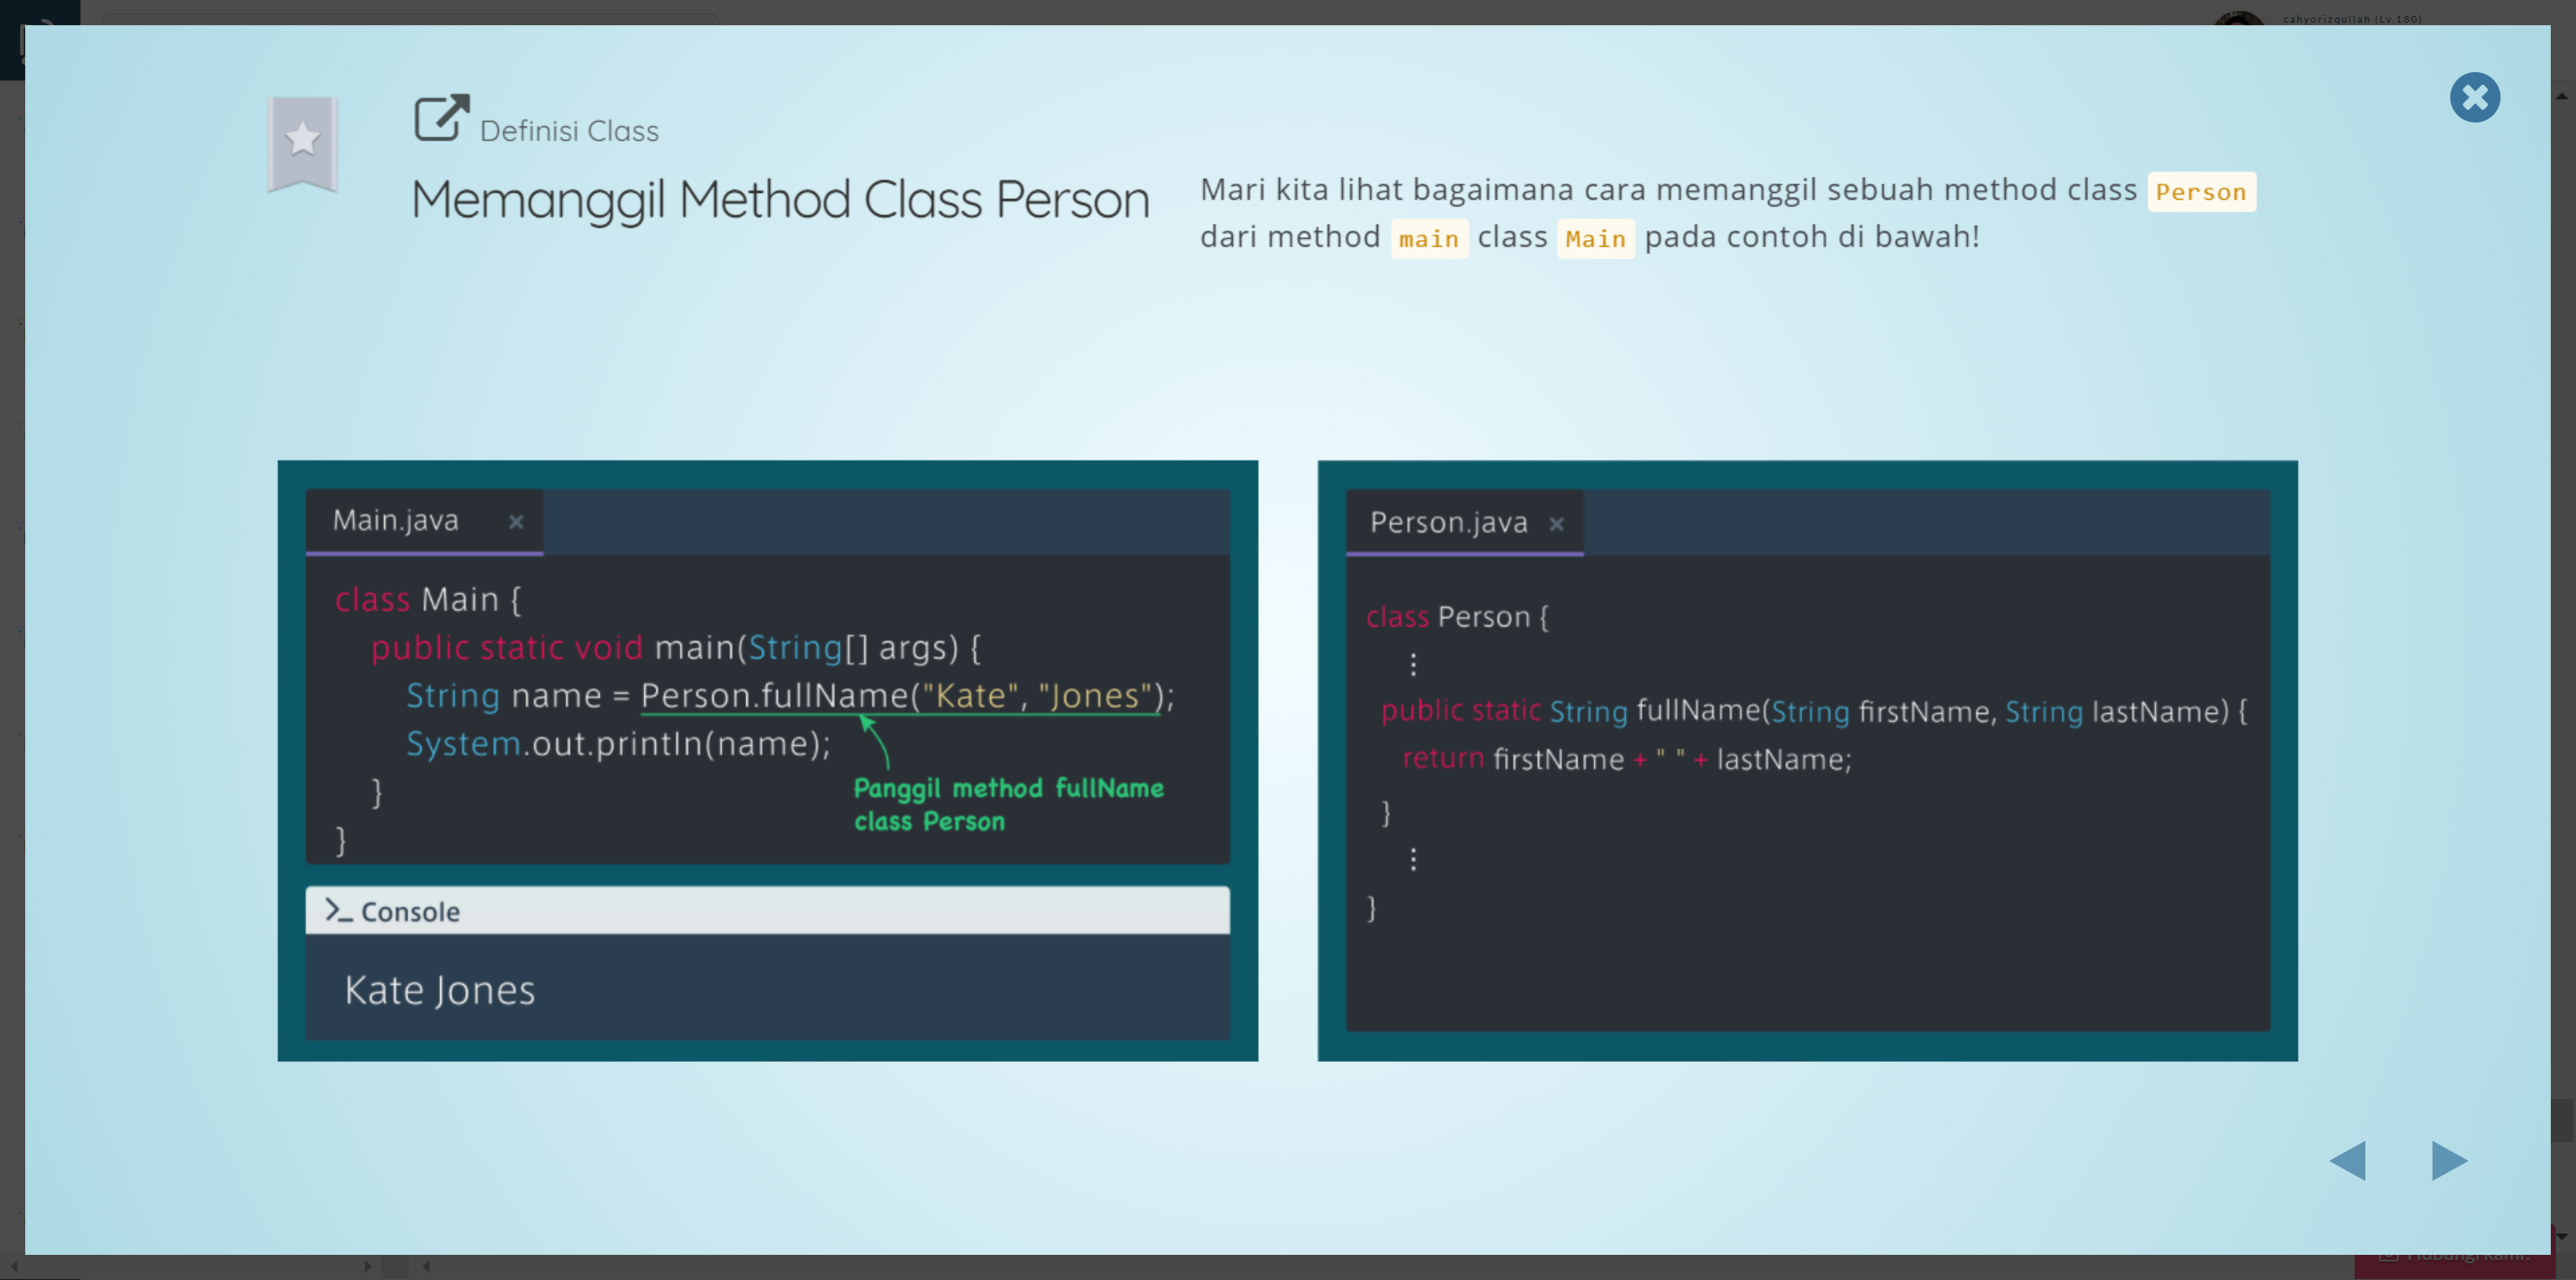 cahyorizqullah (Lv.180)
Definisi Class
Memanggil Method Class Person
Mari kita lihat bagaimana cara memanggil sebuah method class Person
dari method main class Main pada contoh di bawah!
Main.java ×
class Main {
public static void main(String[] args) {
String name = Person.fullName("Kate", "Jones");
System.out.println(name);
Panggil method fullName
class Person
}
}
>_ Console
Kate Jones
Person.java ×
class Person {
⋮
public static String fullName(String firstName, String lastName) {
return firstName + " " + lastName;
}
⋮
}
Hubungi kami!